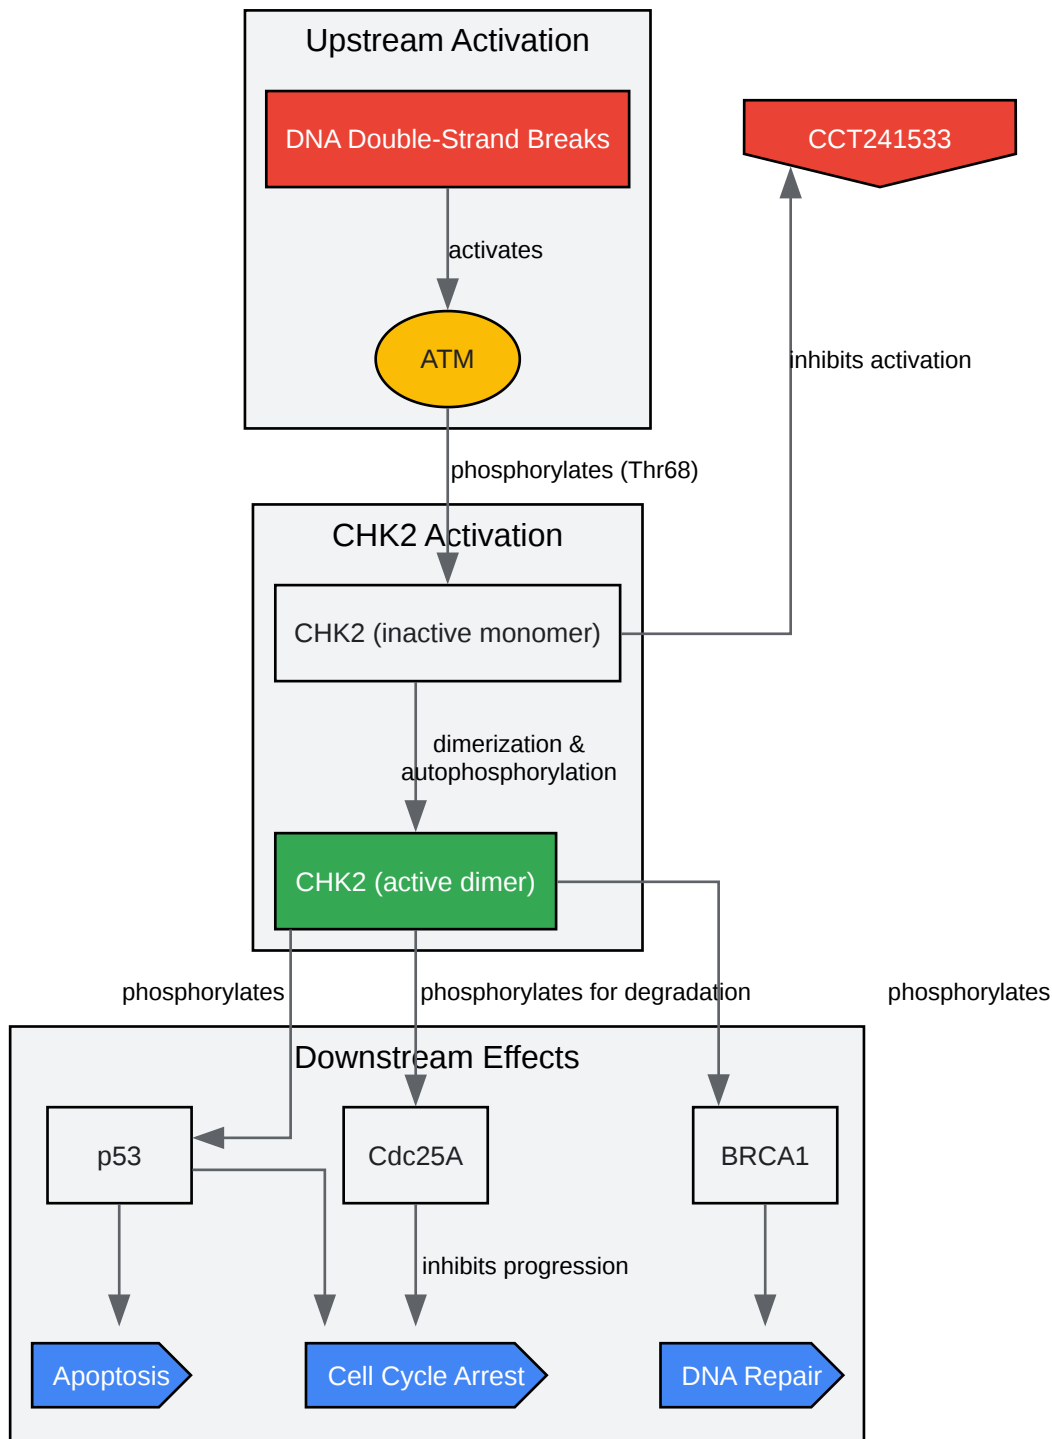 Upstream Activation
DNA Double-Strand Breaks
CCT241533
activates
ATM
inhibits activation
phosphorylates (Thr68)
CHK2 Activation
CHK2 (inactive monomer)
dimerization &
autophosphorylation
CHK2 (active dimer)
phosphorylates
phosphorylates for degradation
phosphorylates
Downstream Effects
p53
Cdc25A
BRCA1
inhibits progression
Apoptosis
Cell Cycle Arrest
DNA Repair